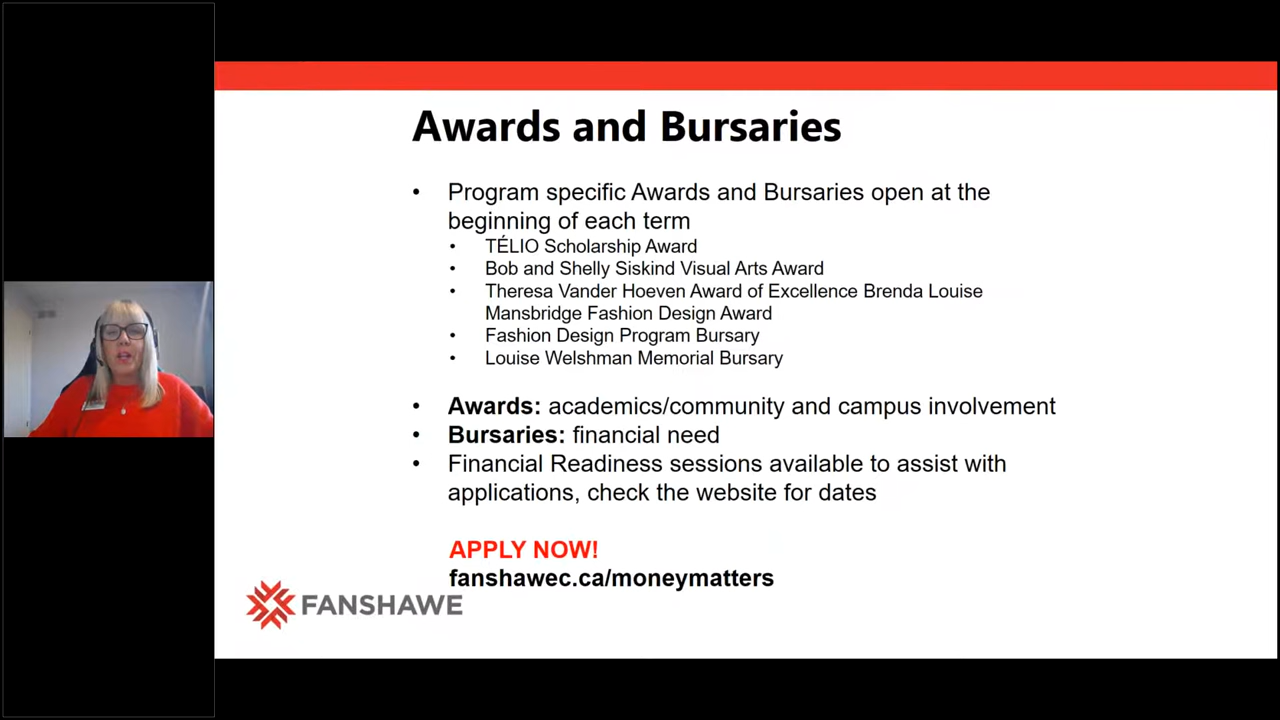 Awards and Bursaries
• Program specific Awards and Bursaries open at the
beginning of each term
• TÉLIO Scholarship Award
• Bob and Shelly Siskind Visual Arts Award
• Theresa Vander Hoeven Award of Excellence Brenda Louise
Mansbridge Fashion Design Award
• Fashion Design Program Bursary
• Louise Welshman Memorial Bursary
• Awards: academics/community and campus involvement
• Bursaries: financial need
• Financial Readiness sessions available to assist with
applications, check the website for dates
APPLY NOW!
fanshawec.ca/moneymatters
FANSHAWE